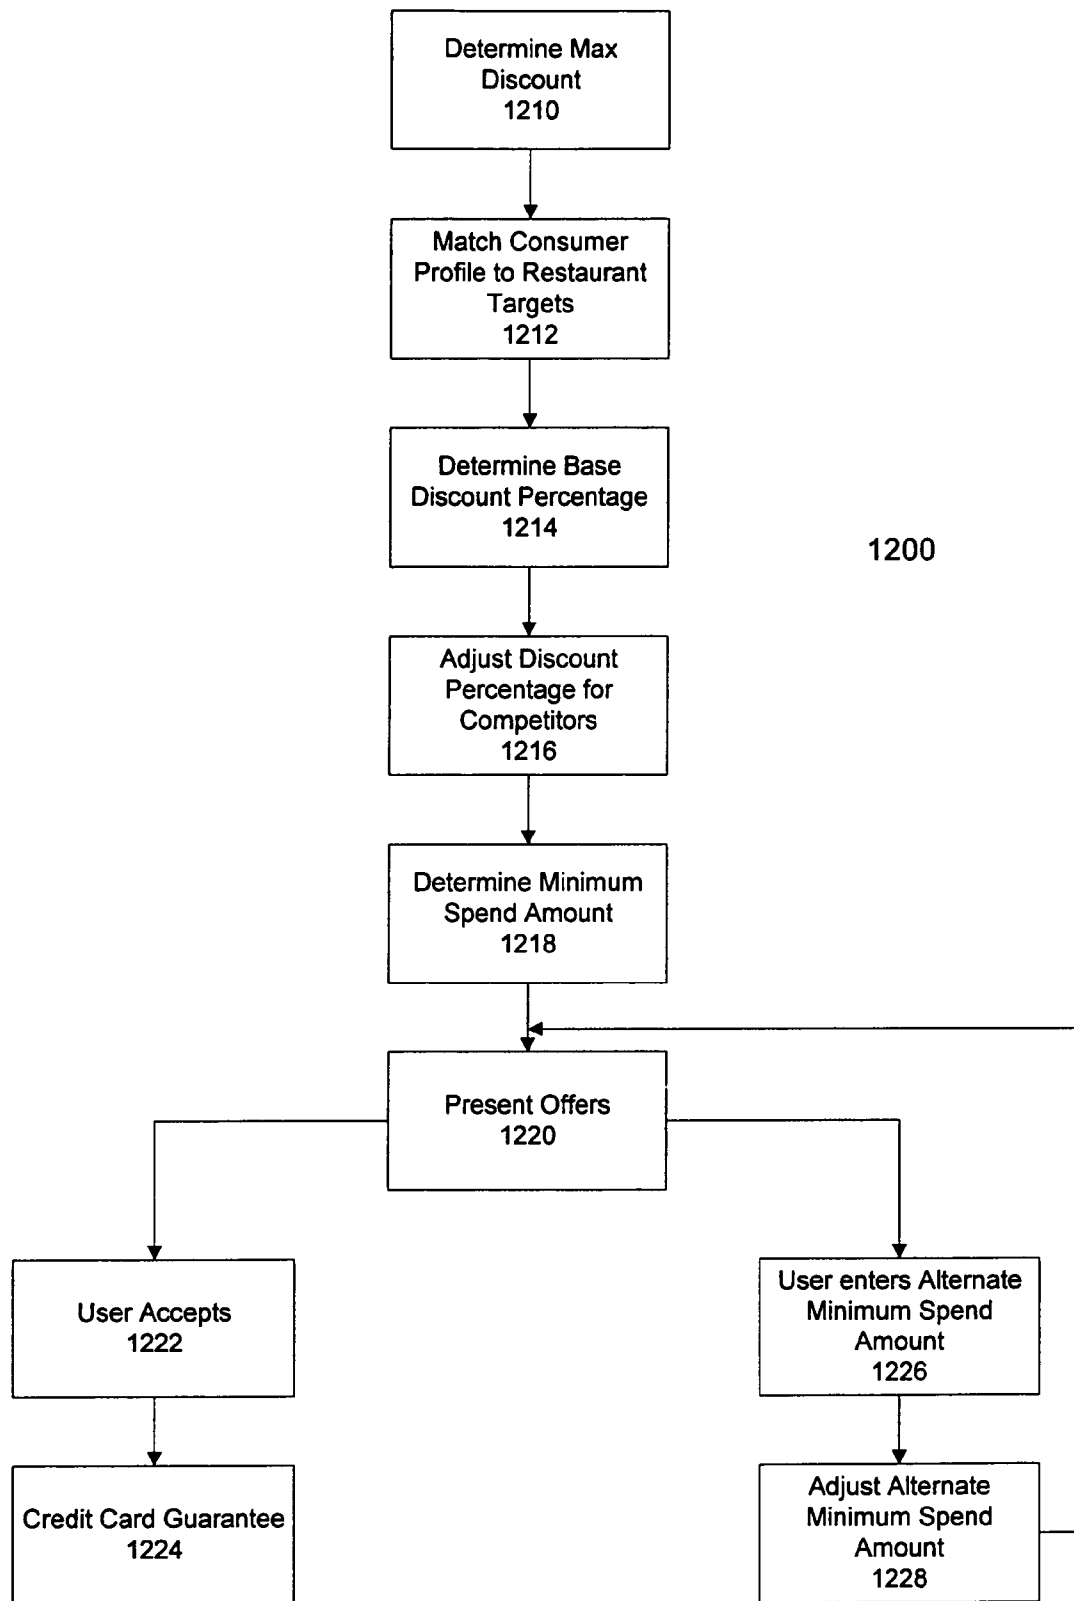 Determine Max
Discount
1210
Match Consumer
Profile to Restaurant
Targets
1212
Determine Base
Discount Percentage
1214
1200
Adjust Discount
Percentage for
Competitors
1216
Determine Minimum
Spend Amount
1218
Present Offers
1220
User Accepts
1222
User enters Alternate
Minimum Spend
Amount
1226
Credit Card Guarantee
1224
Adjust Alternate
Minimum Spend
Amount
1228